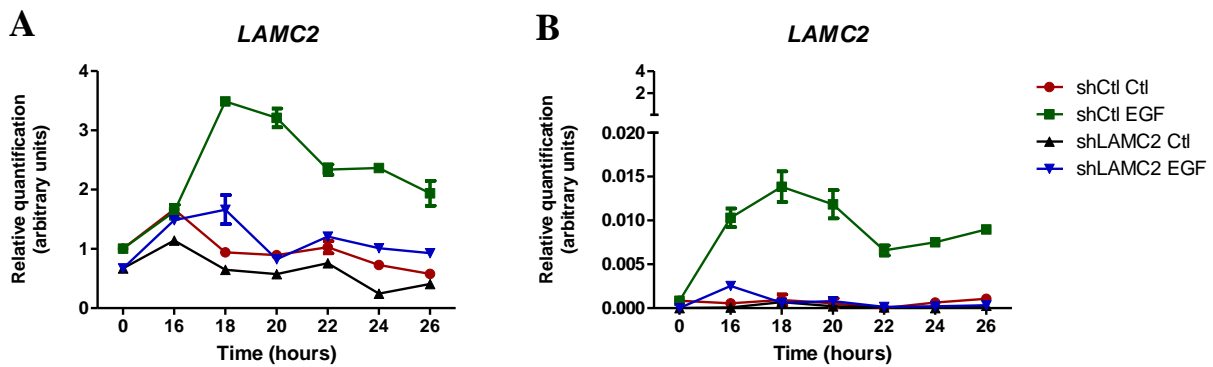 A
LAMC2
Relative quantification
(arbitrary units)
4
3
2
1
0
0 16 18 20 22 24 26
Time (hours)
B
LAMC2
Relative quantification
(arbitrary units)
4
2
0.020
0.015
0.010
0.005
0.000
0 16 18 20 22 24 26
Time (hours)
shCtl Ctl
shCtl EGF
shLAMC2 Ctl
shLAMC2 EGF